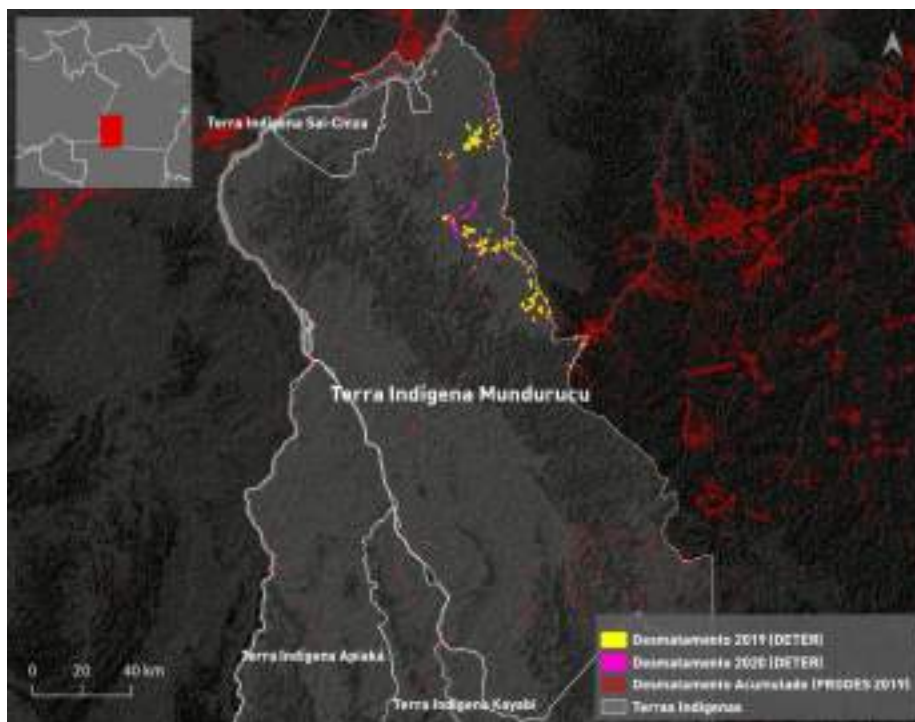 Terra Indígena Sai-Cinza
Terra Indígena Mundurucu
Terra Indígena Apiaká
Terra Indígena Kayabi
0 20 40 km
Desmatamento 2019 (DETER)
Desmatamento 2020 (DETER)
Desmatamento Acumulado (PRODES 2019)
Terras Indígenas